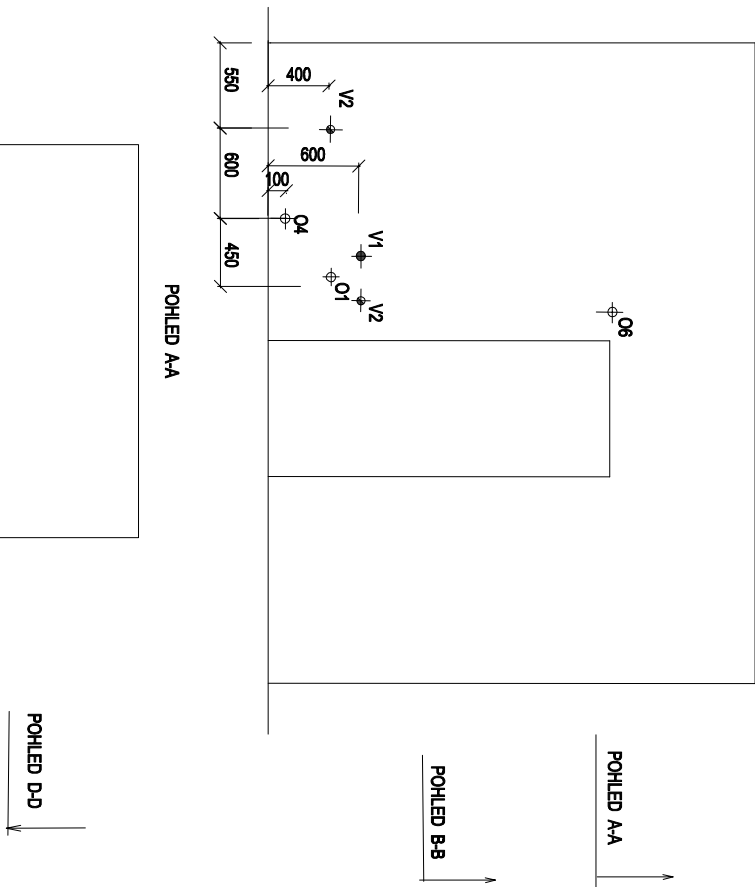 550
400
V2
600
600
100
O4
450
V1
O1
V2
O6
POHLED A-A
POHLED A-A
POHLED B-B
POHLED D-D